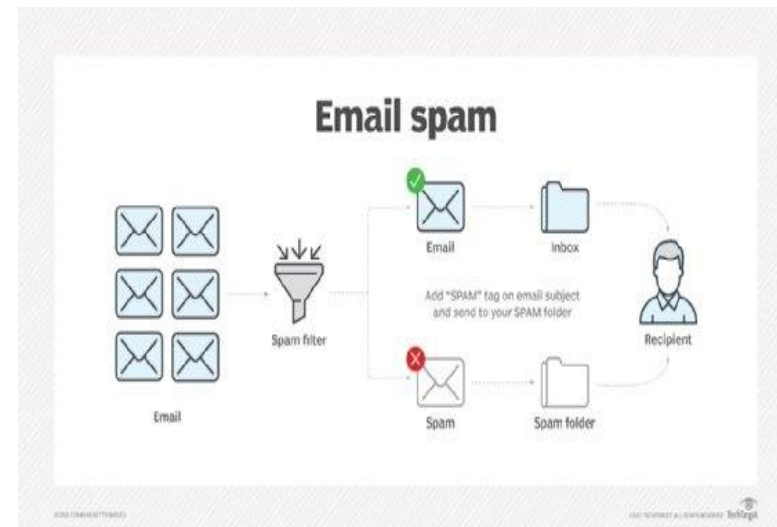 Email spam
Email
Inbox
Spam filter
Add "SPAM" tag on email subject
and send to your SPAM folder
Recipient
Email
Spam
Spam folder
TechTarget